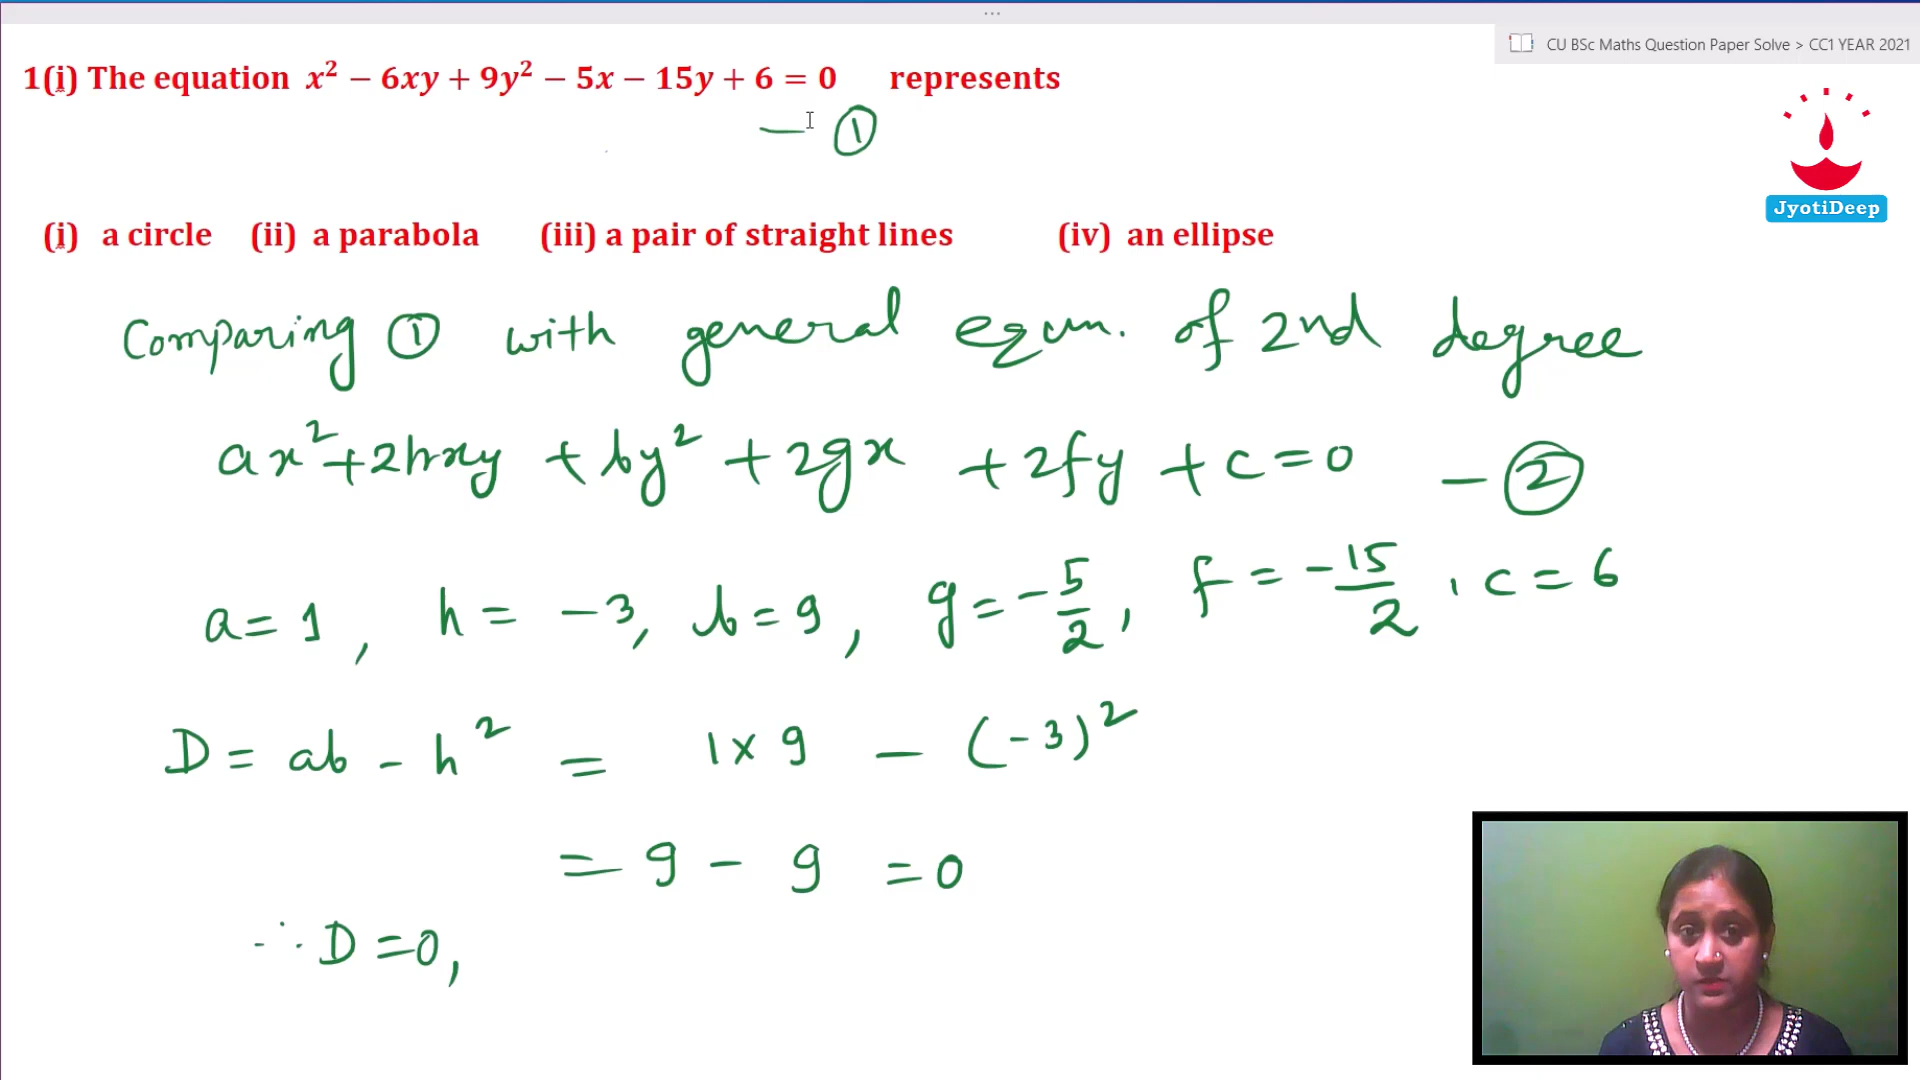 CU BSc Maths Question Paper Solve > CC1 YEAR 2021
1(i) The equation x² − 6xy + 9y² − 5x − 15y + 6 = 0 represents
— ①
JyotiDeep
(i) a circle (ii) a parabola (iii) a pair of straight lines (iv) an ellipse
Comparing ① with general equn. of 2nd degree
ax² + 2hxy + by² + 2gx + 2fy + c = 0 — ②
a = 1, h = −3, b = 9, g = −5/2, f = −15/2, c = 6
D = ab − h² = 1 × 9 − (−3)²
= 9 − 9 = 0
∴ D = 0,